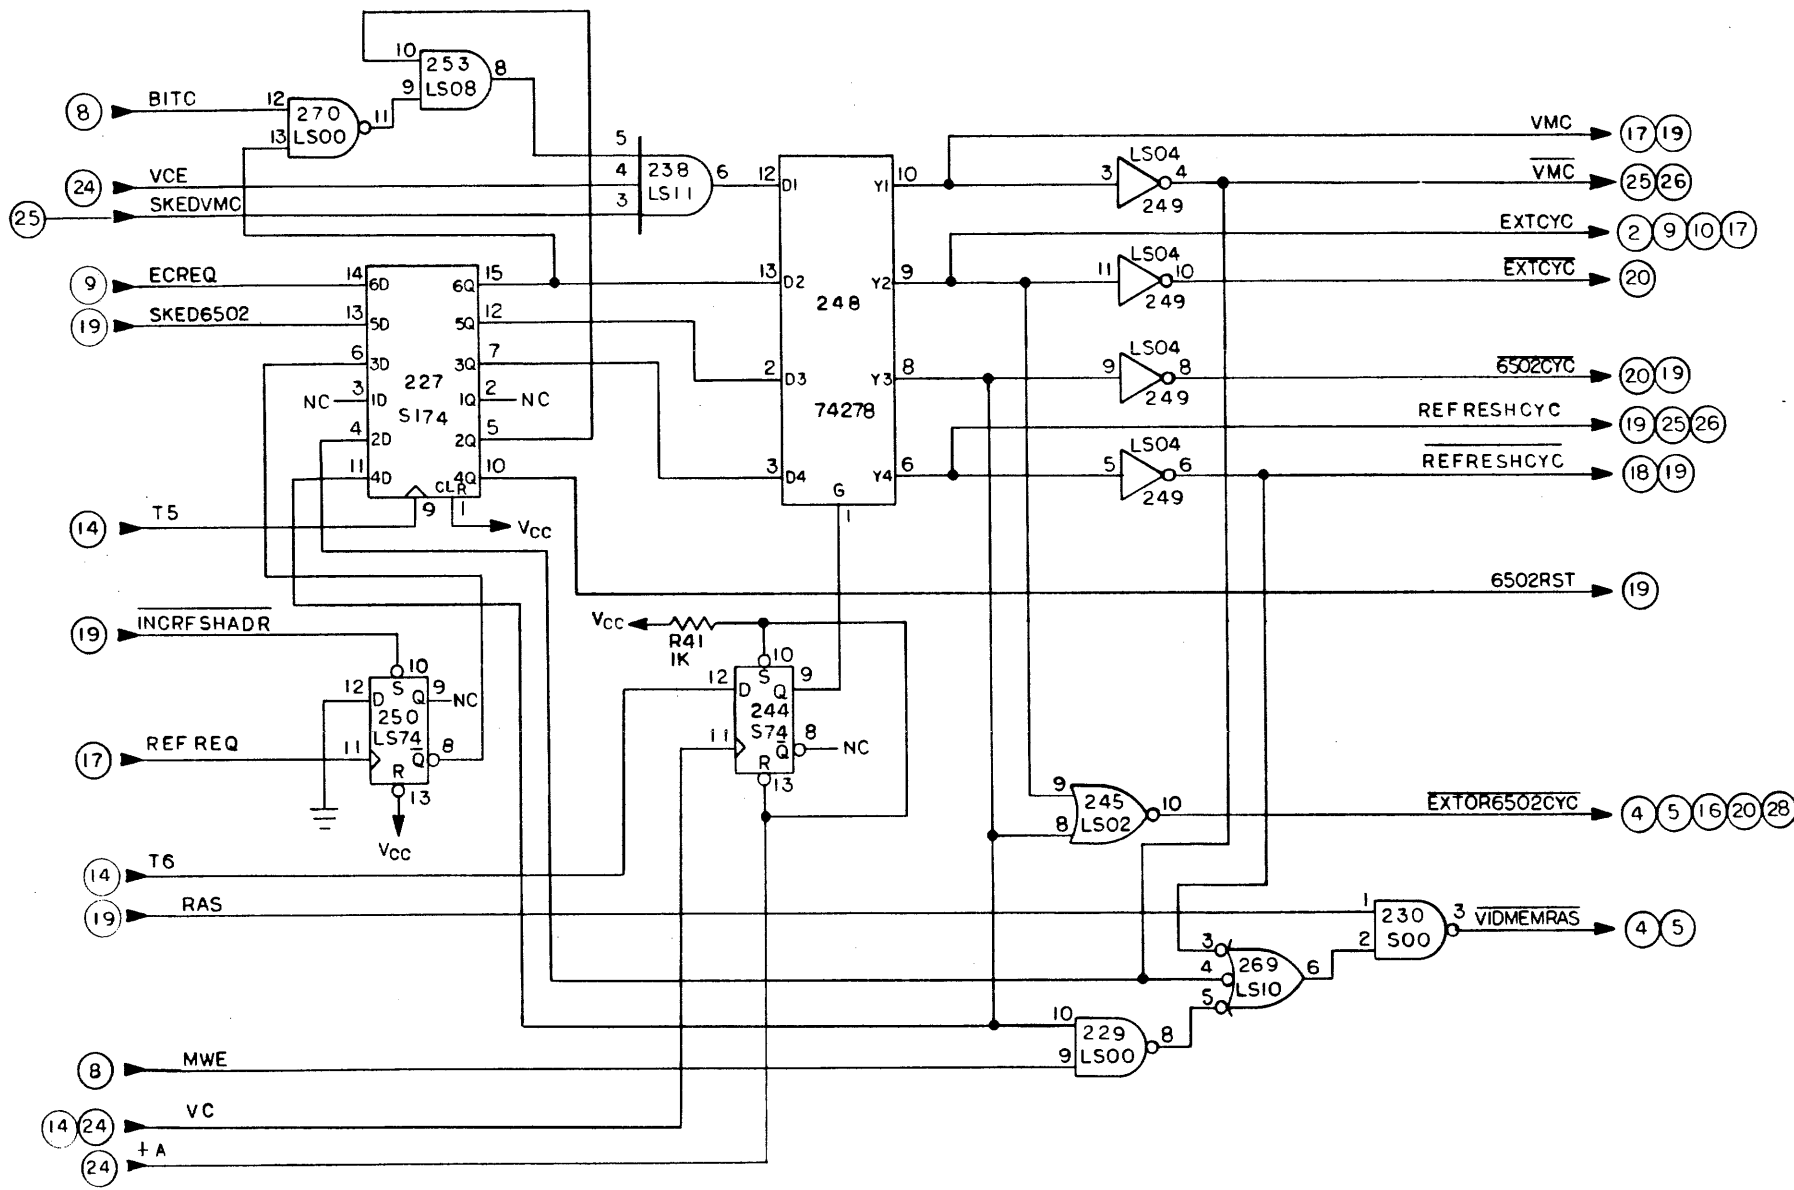 10
253
8
9
LS08
8
BITC
12
270
11
13
LS00
24
VCE
25
SKEDVMC
5
4
238
6
3
LS11
12
D1
Y1
10
VMC
17
19
LS04
3
4
249
V̅M̅C̅
25
26
9
ECREQ
14
6D
6Q
15
13
D2
Y2
9
EXTCYC
2
9
10
17
LS04
11
10
249
E̅X̅T̅C̅Y̅C̅
20
248
19
SKED6502
13
5D
5Q
12
6
3D
3Q
7
2
D3
Y3
8
LS04
9
8
249
6̅5̅0̅2̅C̅Y̅C̅
20
19
227
NC
3
1D
S174
1Q
2
NC
74278
REFRESHCYC
19
25
26
4
2D
2Q
5
11
4D
4Q
10
CLR
9
1
VCC
3
D4
Y4
6
G
1
LS04
5
6
249
R̅E̅F̅R̅E̅S̅H̅C̅Y̅C̅
18
19
14
T5
6502RST
19
19
I̅N̅C̅R̅F̅S̅H̅A̅D̅R̅
VCC
R41
1K
10
12
D
S
Q
9
NC
250
LS74
17
REFREQ
11
Q̅
8
R
13
VCC
10
12
D
S
Q
9
244
11
S74
Q̅
8
NC
R
13
9
245
10
8
LS02
E̅X̅T̅O̅R̅6̅5̅0̅2̅C̅Y̅C̅
4
5
16
20
28
14
T6
19
RAS
1
230
3
2
S00
V̅I̅D̅M̅E̅M̅R̅A̅S̅
4
5
3
4
269
6
5
LS10
10
229
8
9
LS00
8
MWE
14
24
VC
24
+A